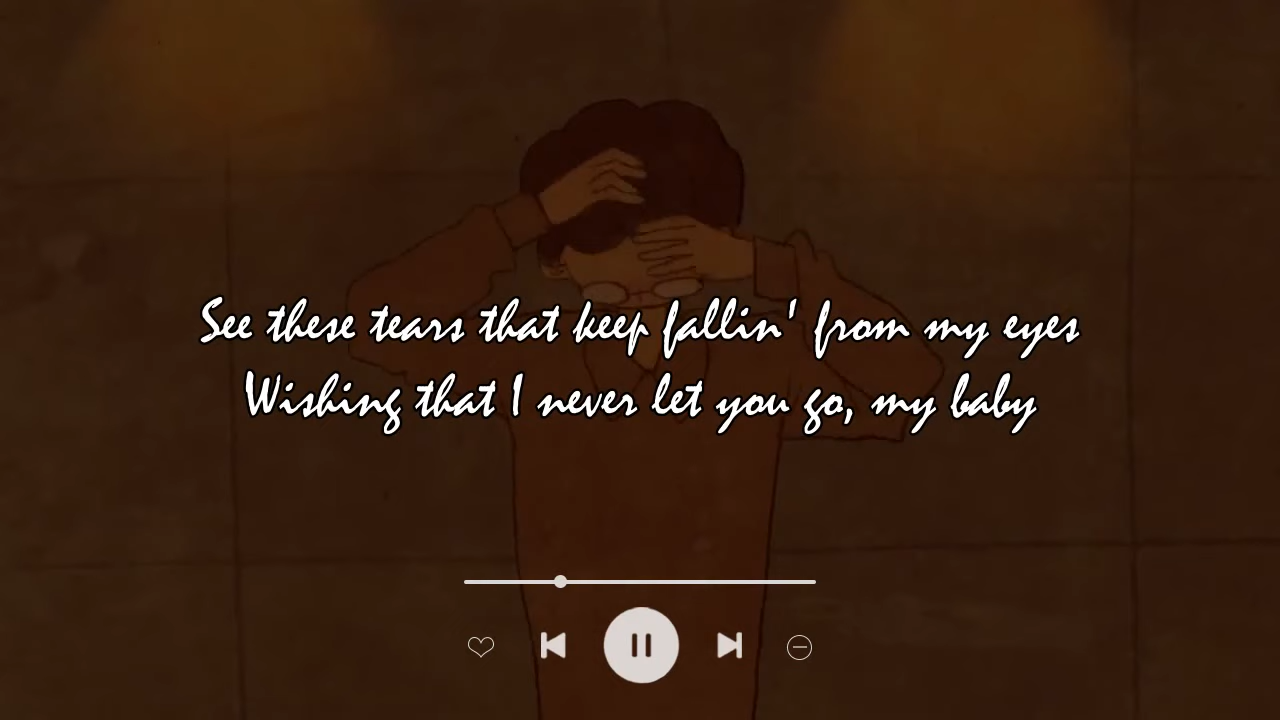 See these tears that keep fallin' from my eyes
Wishing that I never let you go, my baby